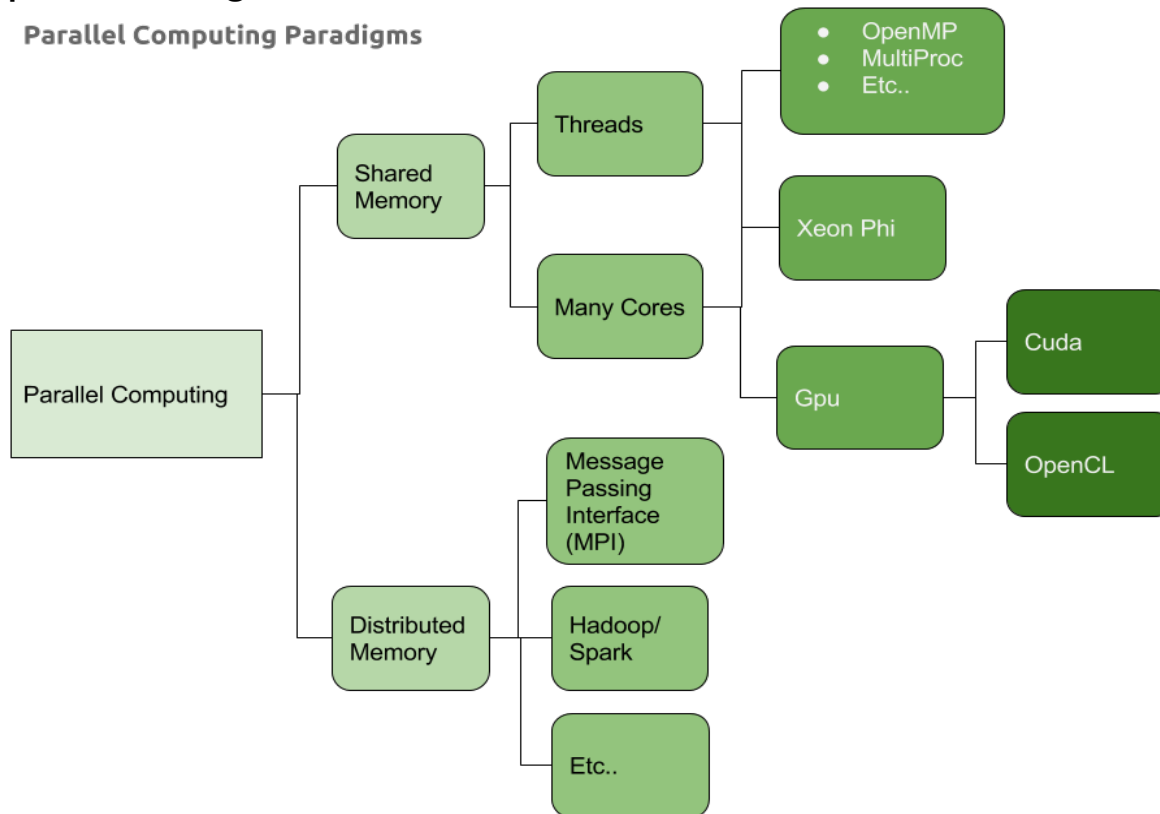 Parallel Computing Paradigms
● OpenMP
● MultiProc
● Etc..
Threads
Shared
Memory
Xeon Phi
Many Cores
Cuda
Parallel Computing
Gpu
OpenCL
Message
Passing
Interface
(MPI)
Distributed
Memory
Hadoop/
Spark
Etc..